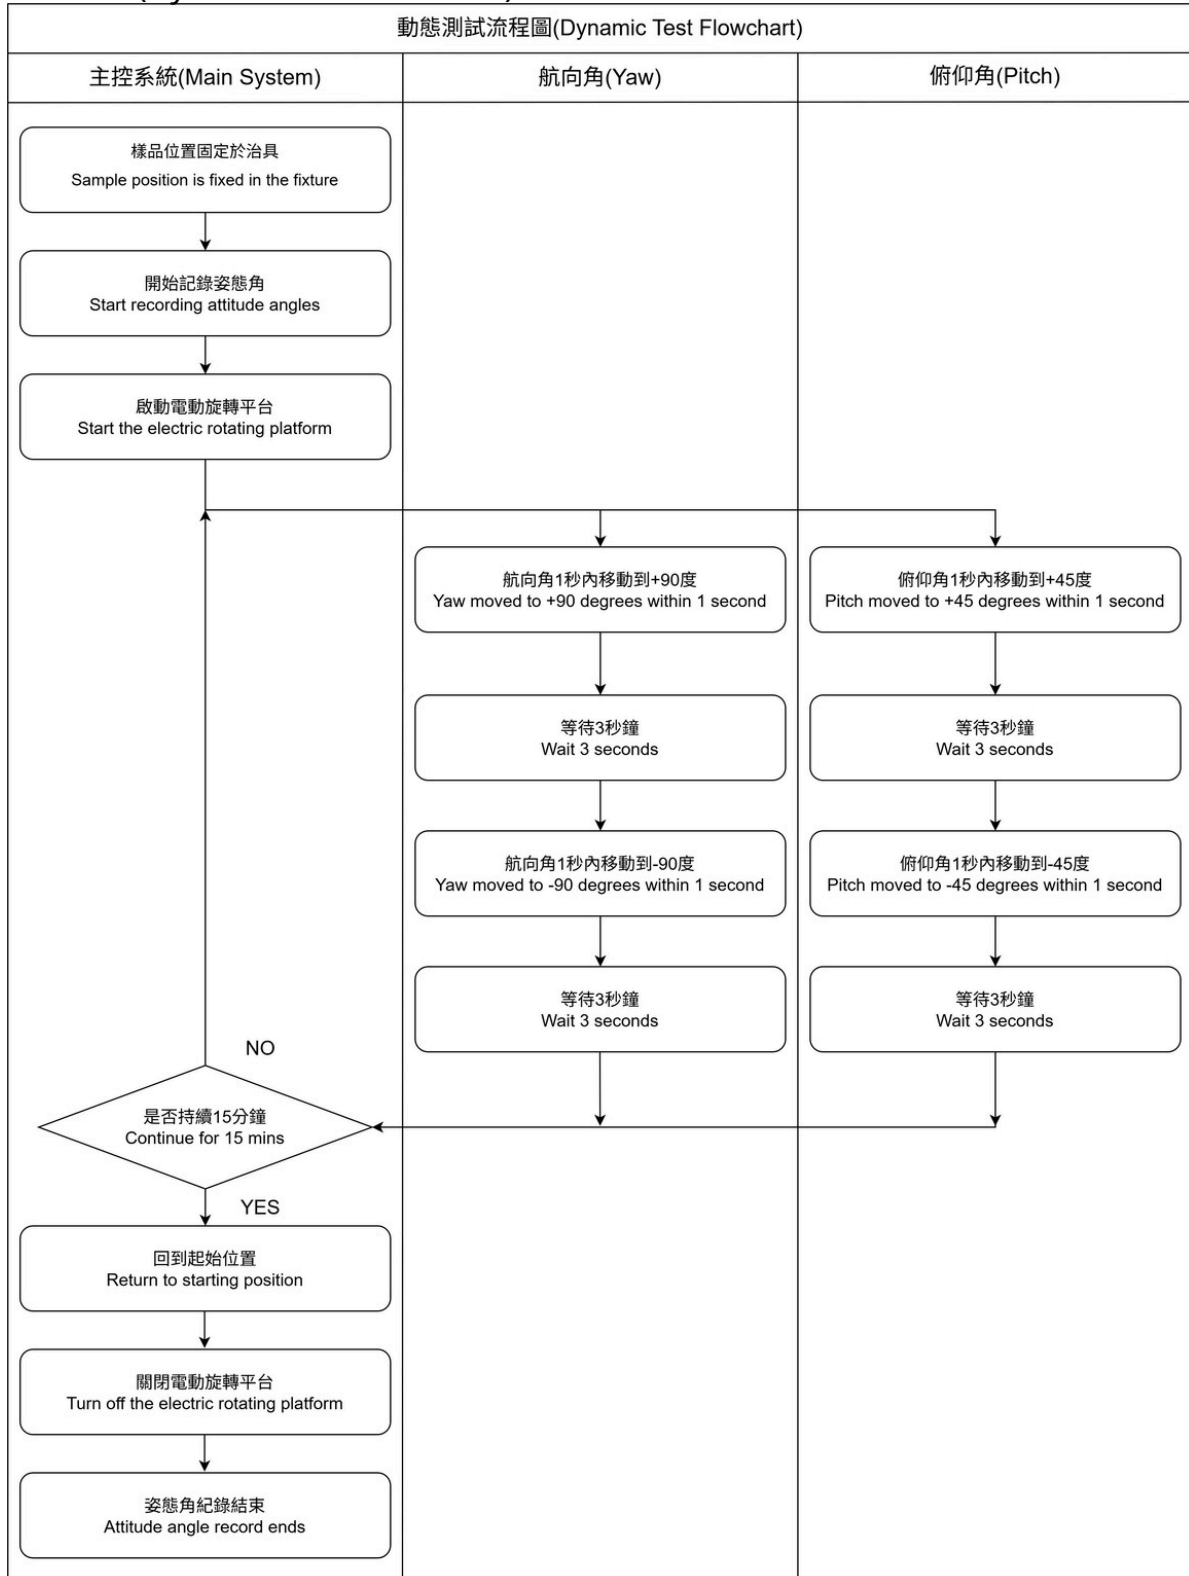 動態測試流程圖(Dynamic Test Flowchart)
主控系統(Main System)
航向角(Yaw)
俯仰角(Pitch)
樣品位置固定於治具
Sample position is fixed in the fixture
開始記錄姿態角
Start recording attitude angles
啟動電動旋轉平台
Start the electric rotating platform
航向角1秒內移動到+90度
Yaw moved to +90 degrees within 1 second
俯仰角1秒內移動到+45度
Pitch moved to +45 degrees within 1 second
等待3秒鐘
Wait 3 seconds
等待3秒鐘
Wait 3 seconds
航向角1秒內移動到-90度
Yaw moved to -90 degrees within 1 second
俯仰角1秒內移動到-45度
Pitch moved to -45 degrees within 1 second
等待3秒鐘
Wait 3 seconds
等待3秒鐘
Wait 3 seconds
NO
是否持續15分鐘
Continue for 15 mins
YES
回到起始位置
Return to starting position
關閉電動旋轉平台
Turn off the electric rotating platform
姿態角紀錄結束
Attitude angle record ends